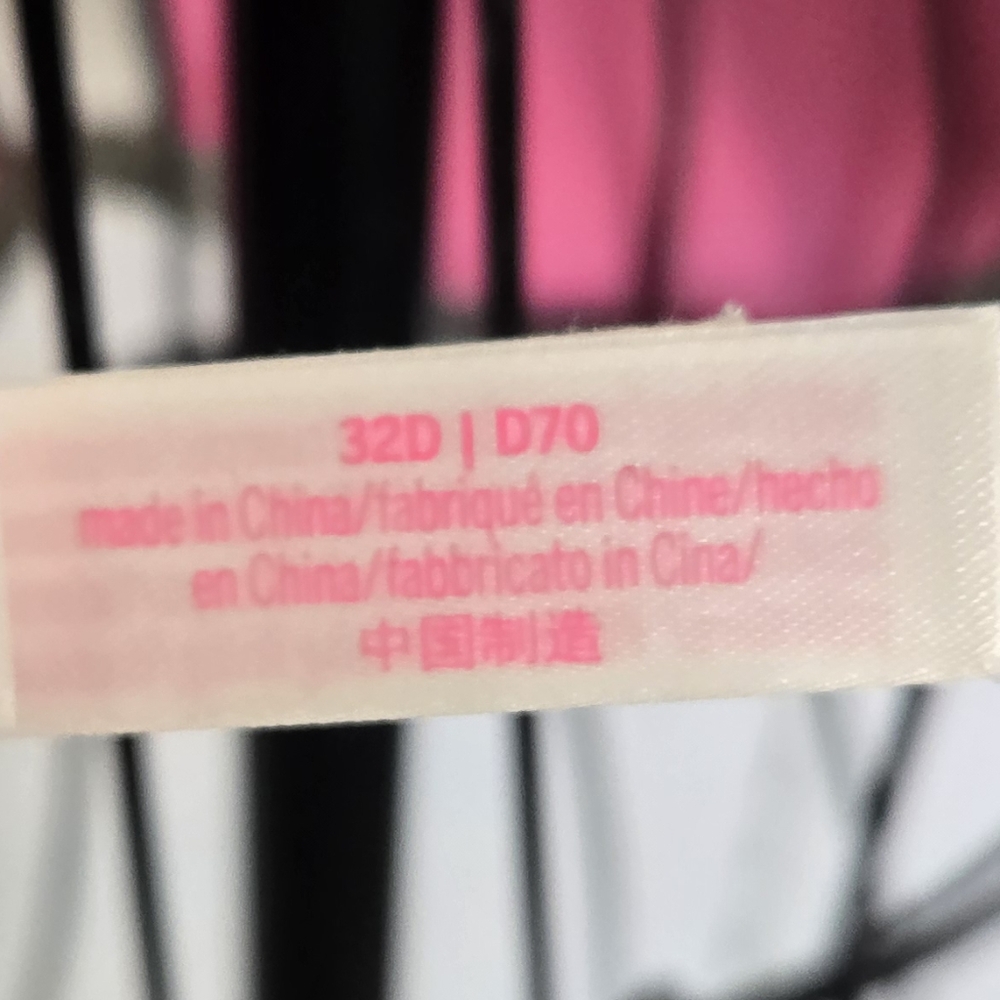 32D | D70
made in China/fabriqué en Chine/hecho
en China/fabbricato in Cina/
中国制造